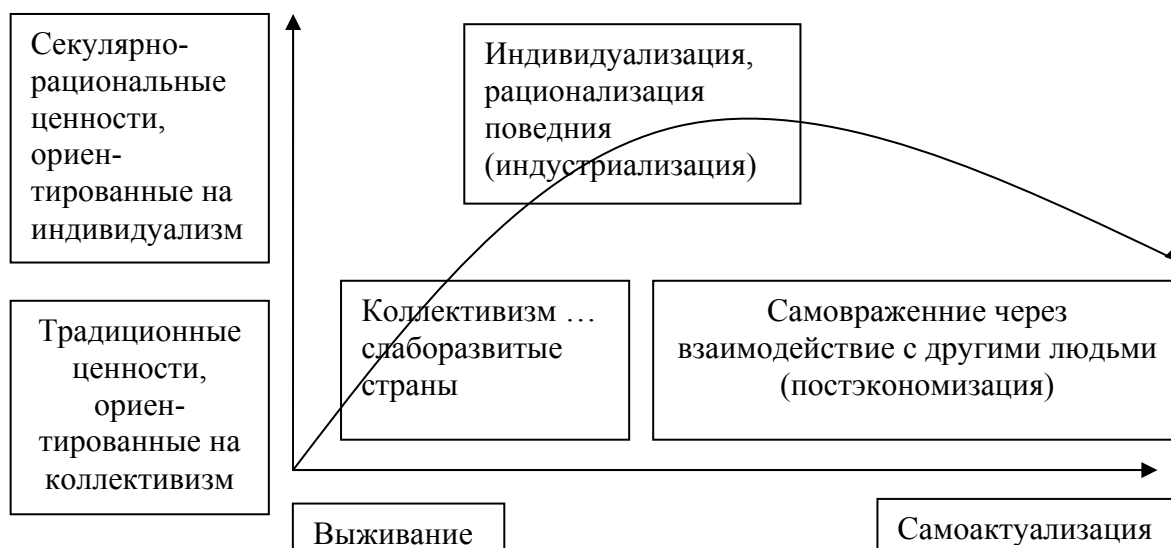 Секулярно-
рациональные
ценности,
ориен-
тированные на
индивидуализм
Индивидуализация,
рационализация
поведния
(индустриализация)
Традиционные
ценности,
ориен-
тированные на
коллективизм
Коллективизм …
слаборазвитые
страны
Самовраженние через
взаимодействие с другими людьми
(постэкономизация)
Выживание
Самоактуализация